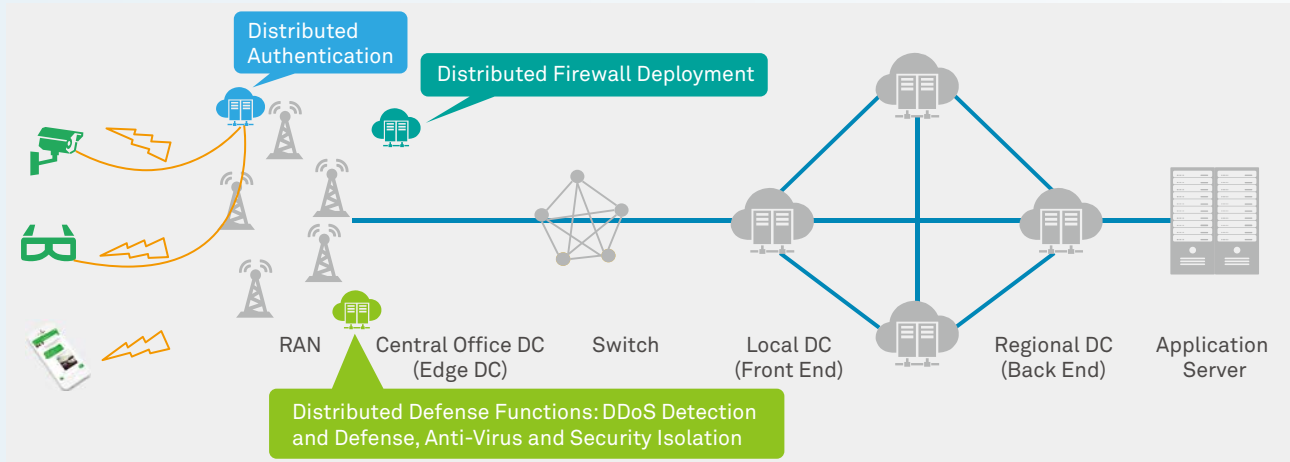 Distributed
Authentication
Distributed Firewall Deployment
RAN
Central Office DC
(Edge DC)
Switch
Local DC
(Front End)
Regional DC
(Back End)
Application
Server
Distributed Defense Functions: DDoS Detection
and Defense, Anti-Virus and Security Isolation